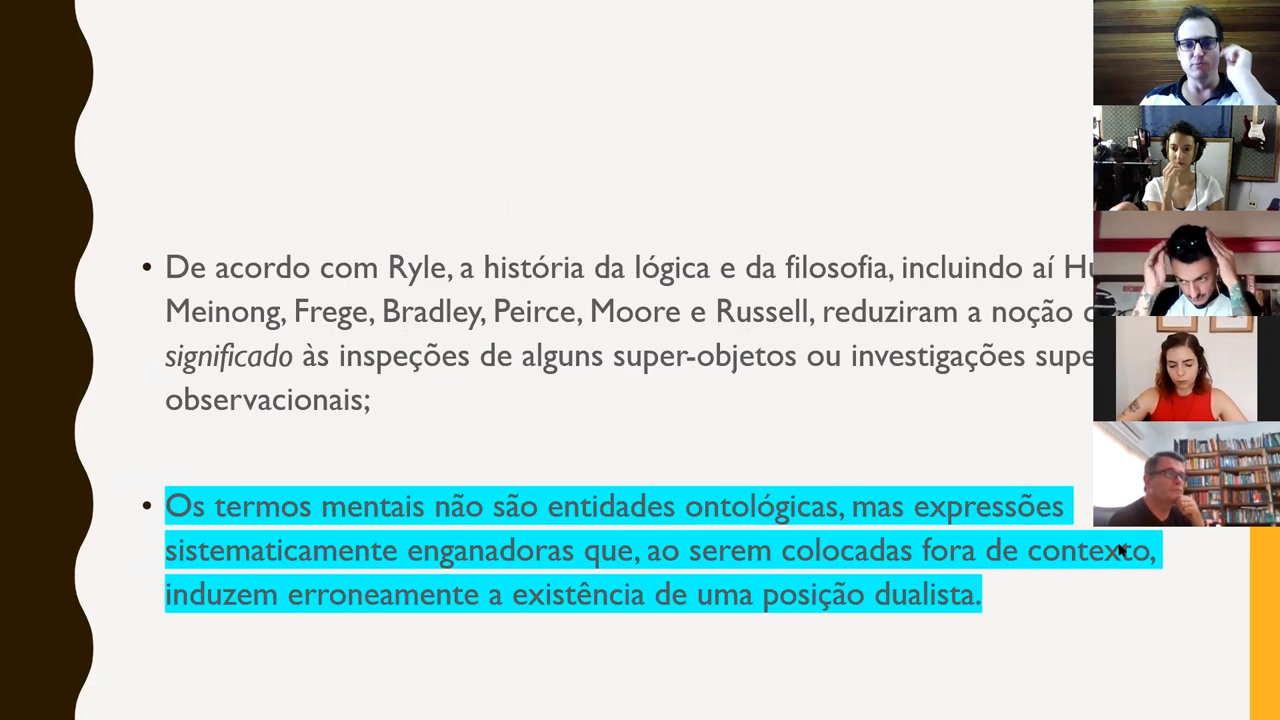 • De acordo com Ryle, a história da lógica e da filosofia, incluindo aí
Meinong, Frege, Bradley, Peirce, Moore e Russell, reduziram a noção
significado às inspeções de alguns super-objetos ou investigações
observacionais;
• Os termos mentais não são entidades ontológicas, mas expressões
sistematicamente enganadoras que, ao serem colocadas fora de contexto,
induzem erroneamente a existência de uma posição dualista.